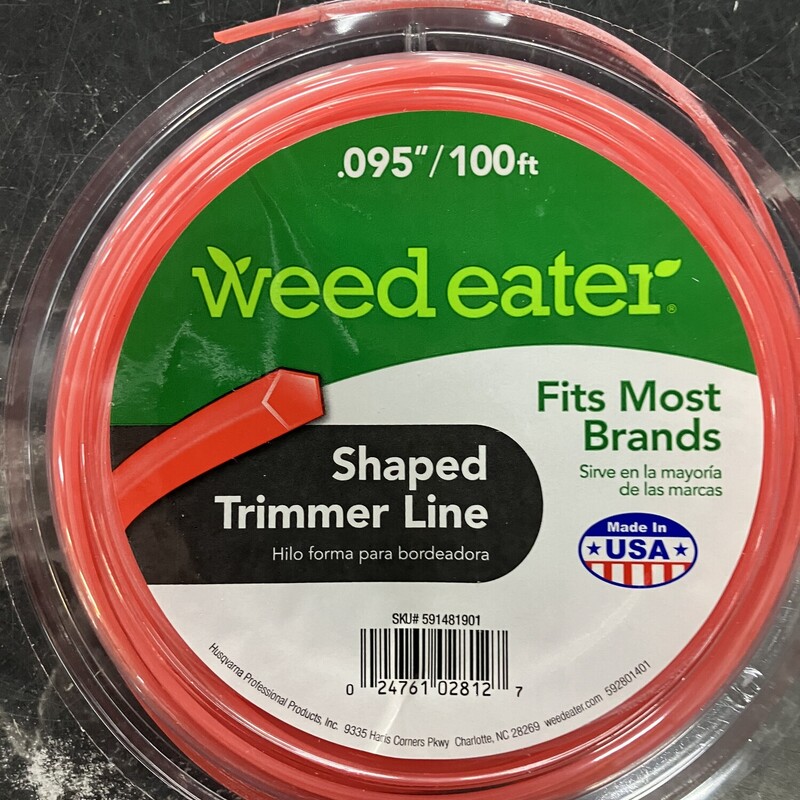 .095"/100ft
weed eater®
Fits Most
Brands
Sirve en la mayoría
de las marcas
Shaped
Trimmer Line
Hilo forma para bordeadora
Made In
USA
SKU# 591481901
0 24761 02812 7
Husqvarna Professional Products, Inc. 9335 Harris Corners Pkwy Charlotte, NC 28269 weedeater.com 592801401